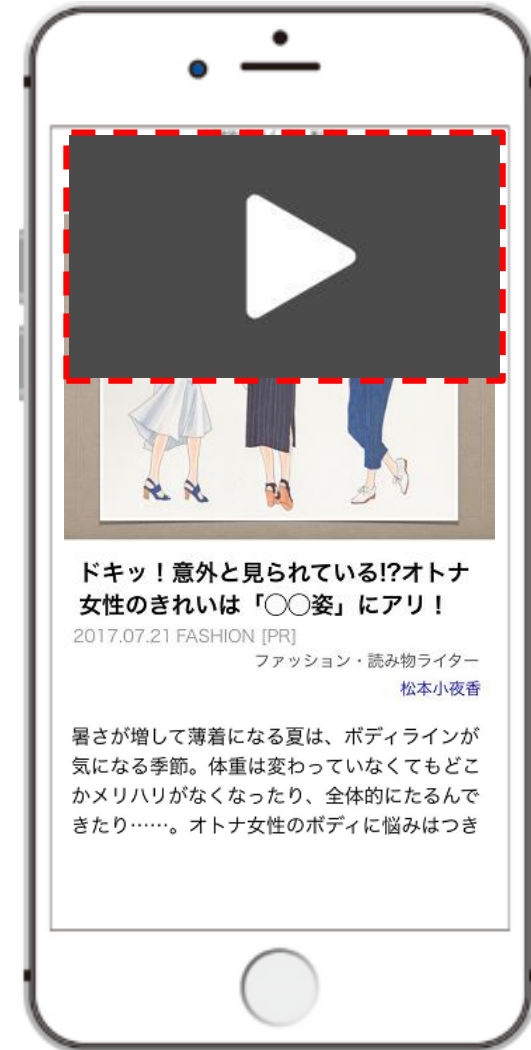 ドキッ！意外と見られている!?オトナ
女性のきれいは「○○姿」にアリ！
2017.07.21 FASHION [PR]
ファッション・読み物ライター
松本小夜香
暑さが増して薄着になる夏は、ボディラインが
気になる季節。体重は変わっていなくてもどこ
かメリハリがなくなったり、全体的にたるんで
きたり……。オトナ女性のボディに悩みはつき